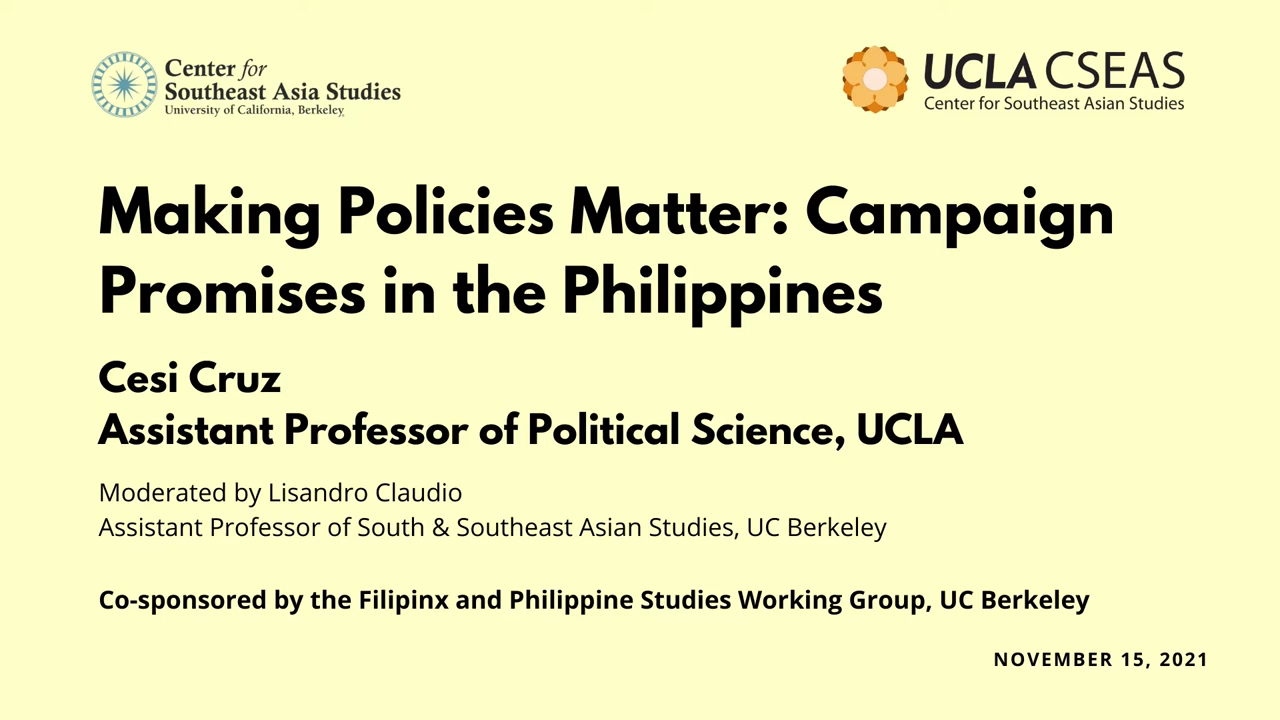 Center for
Southeast Asia Studies
University of California, Berkeley
UCLA CSEAS
Center for Southeast Asian Studies
Making Policies Matter: Campaign
Promises in the Philippines
Cesi Cruz
Assistant Professor of Political Science, UCLA
Moderated by Lisandro Claudio
Assistant Professor of South & Southeast Asian Studies, UC Berkeley
Co-sponsored by the Filipinx and Philippine Studies Working Group, UC Berkeley
NOVEMBER 15, 2021